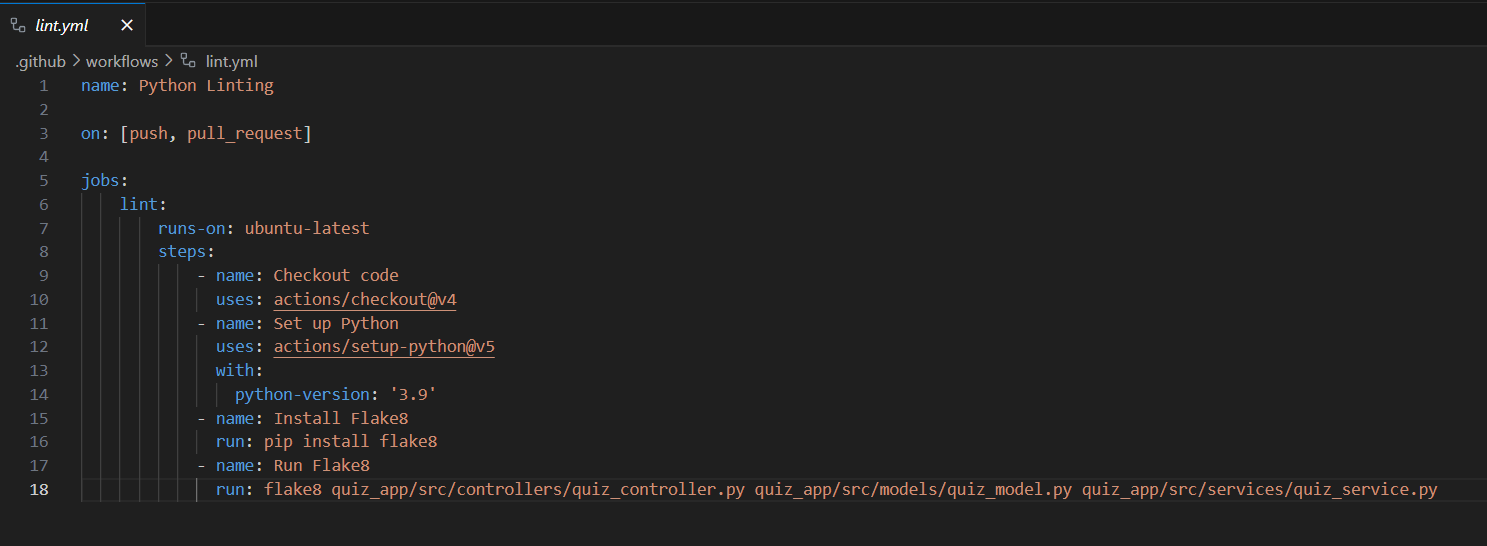 lint.yml
.github > workflows > lint.yml
1 name: Python Linting
2
3 on: [push, pull_request]
4
5 jobs:
6     lint:
7         runs-on: ubuntu-latest
8         steps:
9             - name: Checkout code
10               uses: actions/checkout@v4
11             - name: Set up Python
12               uses: actions/setup-python@v5
13               with:
14                 python-version: '3.9'
15             - name: Install Flake8
16               run: pip install flake8
17             - name: Run Flake8
18               run: flake8 quiz_app/src/controllers/quiz_controller.py quiz_app/src/models/quiz_model.py quiz_app/src/services/quiz_service.py